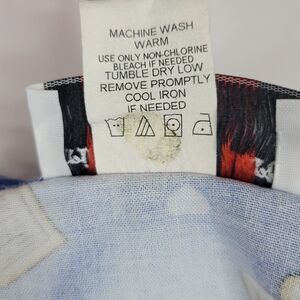 MACHINE WASH
WARM
USE ONLY NON-CHLORINE
BLEACH IF NEEDED
TUMBLE DRY LOW
REMOVE PROMPTLY
COOL IRON
IF NEEDED